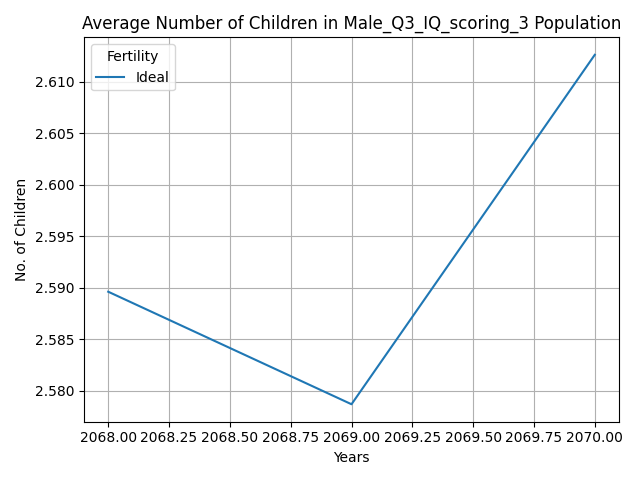 Average Number of Children in Male_Q3_IQ_scoring_3 Population
Fertility
Ideal
No. of Children
2.610
2.605
2.600
2.595
2.590
2.585
2.580
2068.00 2068.25 2068.50 2068.75 2069.00 2069.25 2069.50 2069.75 2070.00
Years